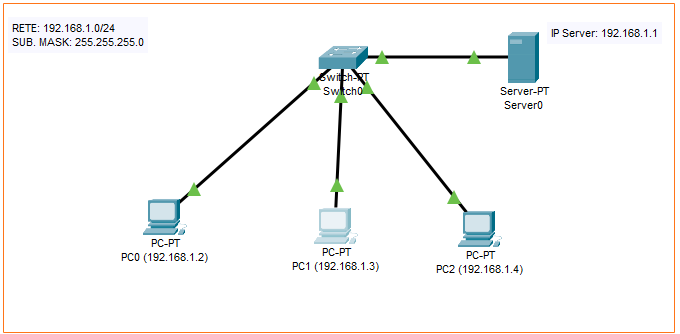 RETE: 192.168.1.0/24
SUB. MASK: 255.255.255.0
IP Server: 192.168.1.1
Switch-PT
Switch0
Server-PT
Server0
PC-PT
PC0 (192.168.1.2)
PC-PT
PC1 (192.168.1.3)
PC-PT
PC2 (192.168.1.4)